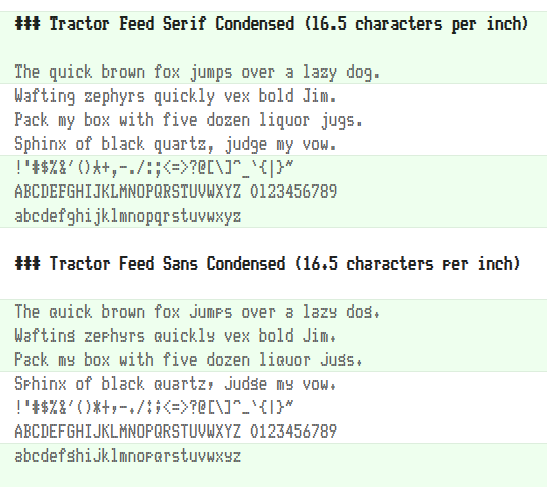 ### Tractor Feed Serif Condensed (16.5 characters per inch)
The quick brown fox jumps over a lazy dog.
Wafting zephyrs quickly vex bold Jim.
Pack my box with five dozen liquor jugs.
Sphinx of black quartz, judge my vow.
!"#$%&'()*+,-./:;<=>?@[\]^_`{|}~
ABCDEFGHIJKLMNOPQRSTUVWXYZ 0123456789
abcdefghijklmnopqrstuvwxyz
### Tractor Feed Sans Condensed (16.5 characters per inch)
The quick brown fox jumps over a lazy dog.
Wafting zephyrs quickly vex bold Jim.
Pack my box with five dozen liquor jugs.
Sphinx of black quartz, judge my vow.
!"#$%&'()*+,-./:;<=>?@[\]^_`{|}~
ABCDEFGHIJKLMNOPQRSTUVWXYZ 0123456789
abcdefghijklmnopqrstuvwxyz